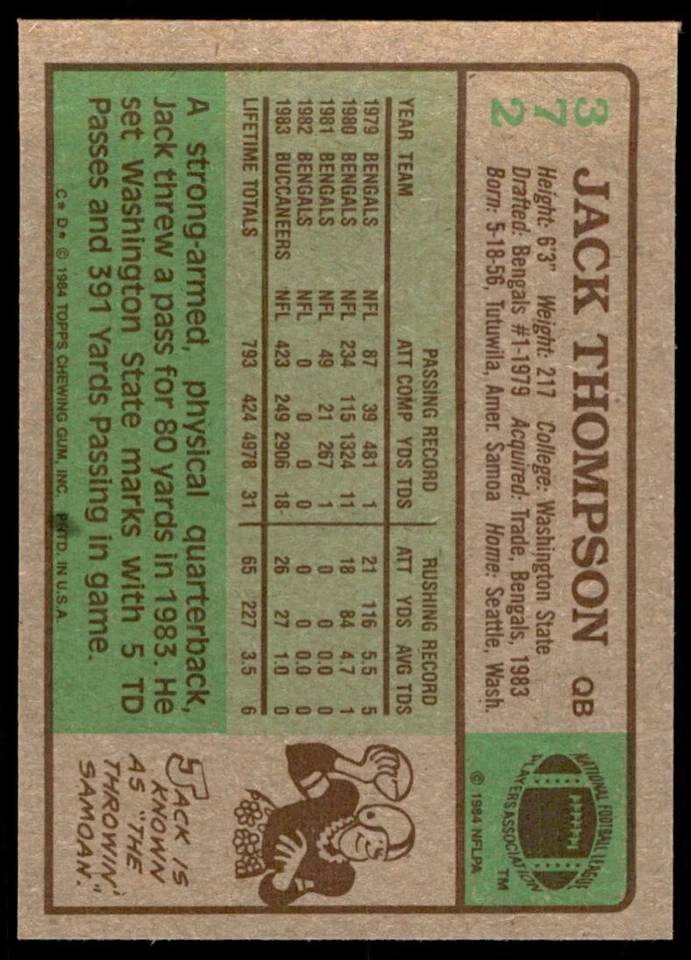 372
JACK THOMPSON QB
Height: 6'3" Weight: 217 College: Washington State
Drafted: Bengals #1-1979 Acquired: Trade, Bengals, 1983
Born: 5-18-56, Tutuwila, Amer. Samoa Home: Seattle, Wash.
NATIONAL FOOTBALL LEAGUE
PLAYERS ASSOCIATION
TM
© 1984 NFLPA
PASSING RECORD RUSHING RECORD
YEAR TEAM ATT COMP YDS TDS ATT YDS AVG TDS
1979 BENGALS NFL 87 39 481 1 21 116 5.5 5
1980 BENGALS NFL 234 115 1324 11 18 84 4.7 1
1981 BENGALS NFL 49 21 267 1 0 0 0.0 0
1982 BENGALS NFL 0 0 0 0 0 0 0.0 0
1983 BUCCANEERS NFL 423 249 2906 18 26 27 1.0 0
LIFETIME TOTALS 793 424 4978 31 65 227 3.5 6
A strong-armed, physical quarterback,
Jack threw a pass for 80 yards in 1983. He
set Washington State marks with 5 TD
Passes and 391 Yards Passing in game.
C* D* © 1984 TOPPS CHEWING GUM, INC. PNTD. IN U.S.A.
JACK IS
KNOWN
AS "THE
THROWIN'
SAMOAN."